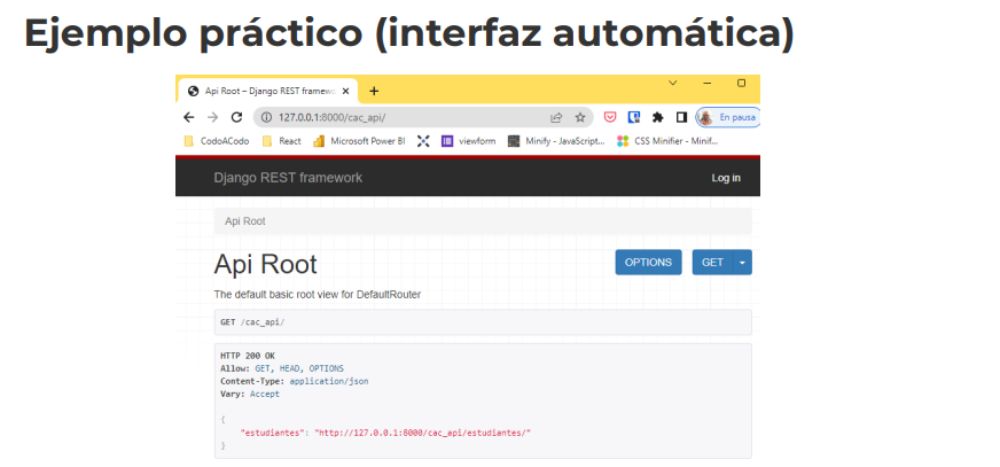 Ejemplo práctico (interfaz automática)
Api Root – Django REST framewo
127.0.0.1:8000/cac_api/
En pausa
CodoACodo React Microsoft Power BI viewform Minify - JavaScript... CSS Minifier - Minif...
Django REST framework Log in
Api Root
Api Root OPTIONS GET
The default basic root view for DefaultRouter
GET /cac_api/
HTTP 200 OK
Allow: GET, HEAD, OPTIONS
Content-Type: application/json
Vary: Accept
{
"estudiantes": "http://127.0.0.1:8000/cac_api/estudiantes/"
}